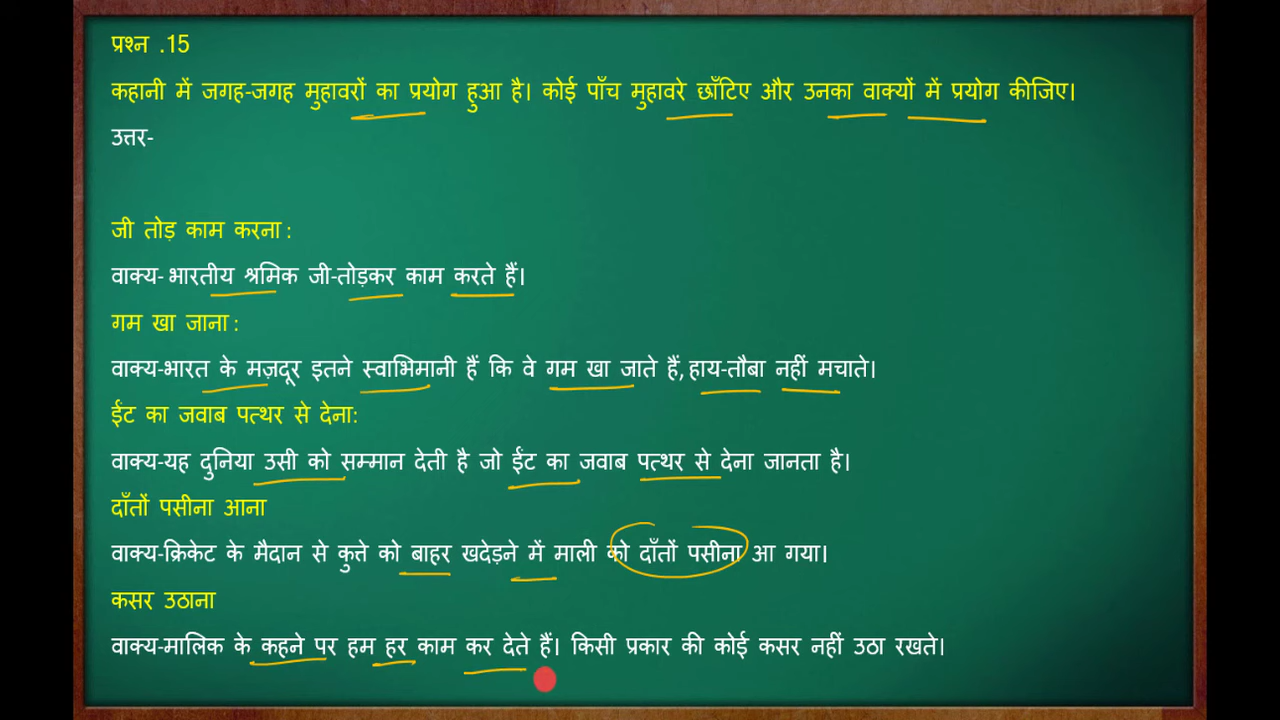 प्रश्न .15
कहानी में जगह-जगह मुहावरों का प्रयोग हुआ है। कोई पाँच मुहावरे छाँटिए और उनका वाक्यों में प्रयोग कीजिए।
उत्तर-
जी तोड़ काम करना :
वाक्य- भारतीय श्रमिक जी-तोड़कर काम करते हैं।
गम खा जाना :
वाक्य-भारत के मज़दूर इतने स्वाभिमानी हैं कि वे गम खा जाते हैं, हाय-तौबा नहीं मचाते।
ईंट का जवाब पत्थर से देना:
वाक्य-यह दुनिया उसी को सम्मान देती है जो ईंट का जवाब पत्थर से देना जानता है।
दाँतों पसीना आना
वाक्य-क्रिकेट के मैदान से कुत्ते को बाहर खदेड़ने में माली को दाँतों पसीना आ गया।
कसर उठाना
वाक्य-मालिक के कहने पर हम हर काम कर देते हैं। किसी प्रकार की कोई कसर नहीं उठा रखते।